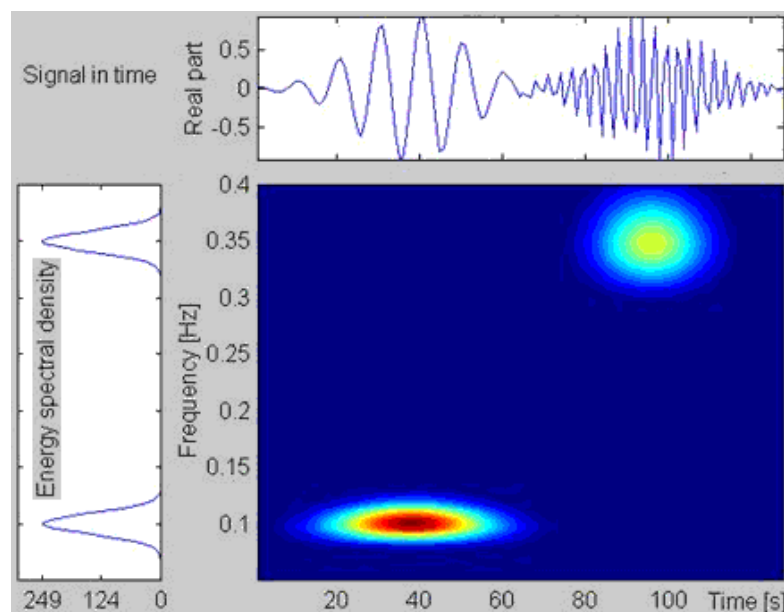 Signal in time
Real part
0.5
0
-0.5
Energy spectral density
249 124 0
Frequency [Hz]
0.4
0.35
0.3
0.25
0.2
0.15
0.1
20 40 60 80 100 Time [s]